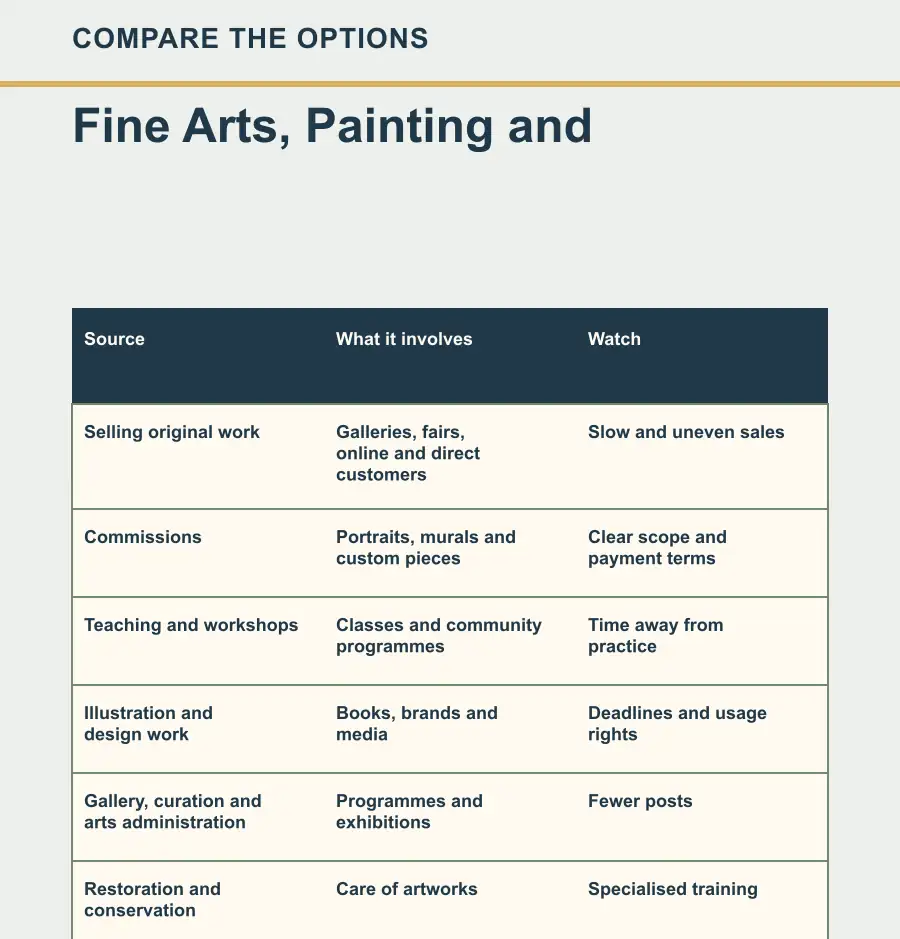 COMPARE THE OPTIONS
Fine Arts, Painting and
Source
What it involves
Watch
Selling original work
Galleries, fairs,
online and direct
customers
Slow and uneven sales
Commissions
Portraits, murals and
custom pieces
Clear scope and
payment terms
Teaching and workshops
Classes and community
programmes
Time away from
practice
Illustration and
design work
Books, brands and
media
Deadlines and usage
rights
Gallery, curation and
arts administration
Programmes and
exhibitions
Fewer posts
Restoration and
conservation
Care of artworks
Specialised training